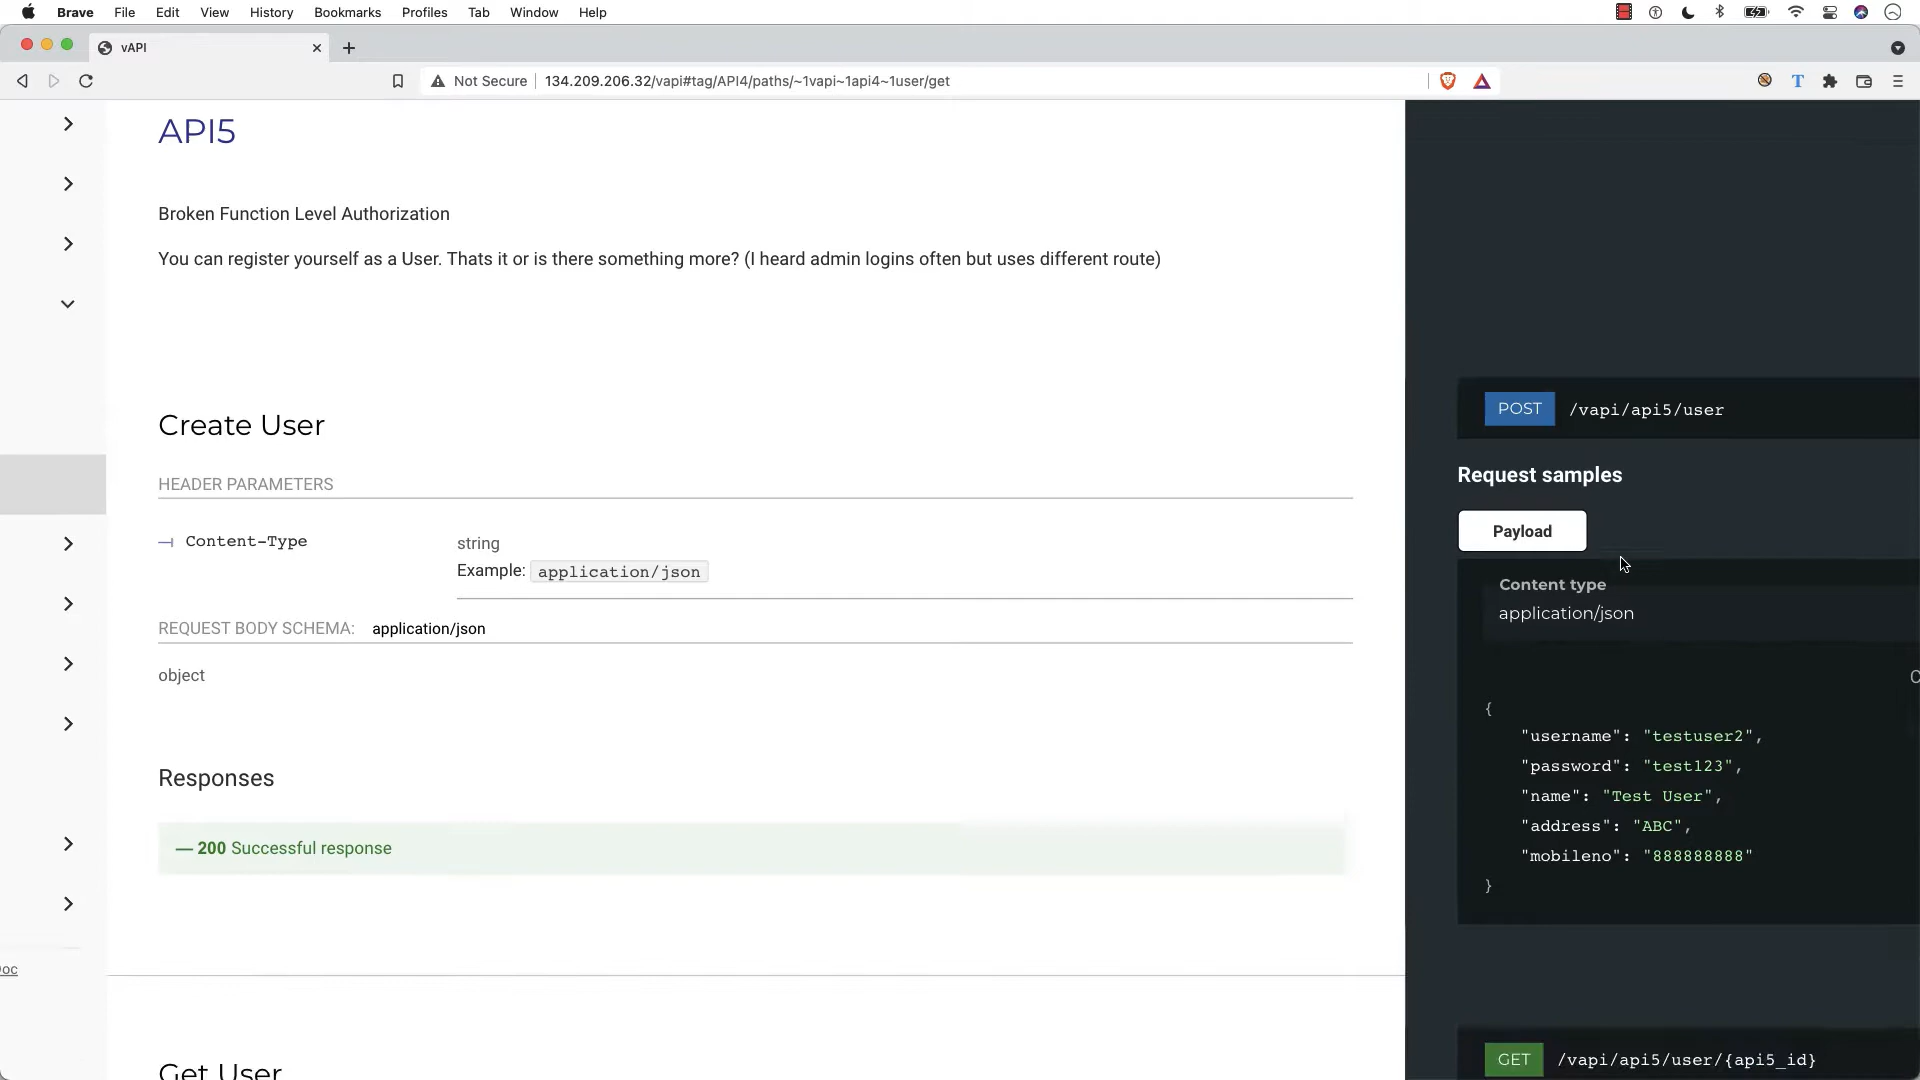 Brave File Edit View History Bookmarks Profiles Tab Window Help
vAPI
Not Secure 134.209.206.32/vapi#tag/API4/paths/~1vapi~1api4~1user/get
API5
Broken Function Level Authorization
You can register yourself as a User. Thats it or is there something more? (I heard admin logins often but uses different route)
Create User
HEADER PARAMETERS
Content-Type
string
Example: application/json
REQUEST BODY SCHEMA: application/json
object
Responses
— 200 Successful response
Get User
POST /vapi/api5/user
Request samples
Payload
Content type
application/json
{
"username": "testuser2",
"password": "test123",
"name": "Test User",
"address": "ABC",
"mobileno": "888888888"
}
GET /vapi/api5/user/{api5_id}